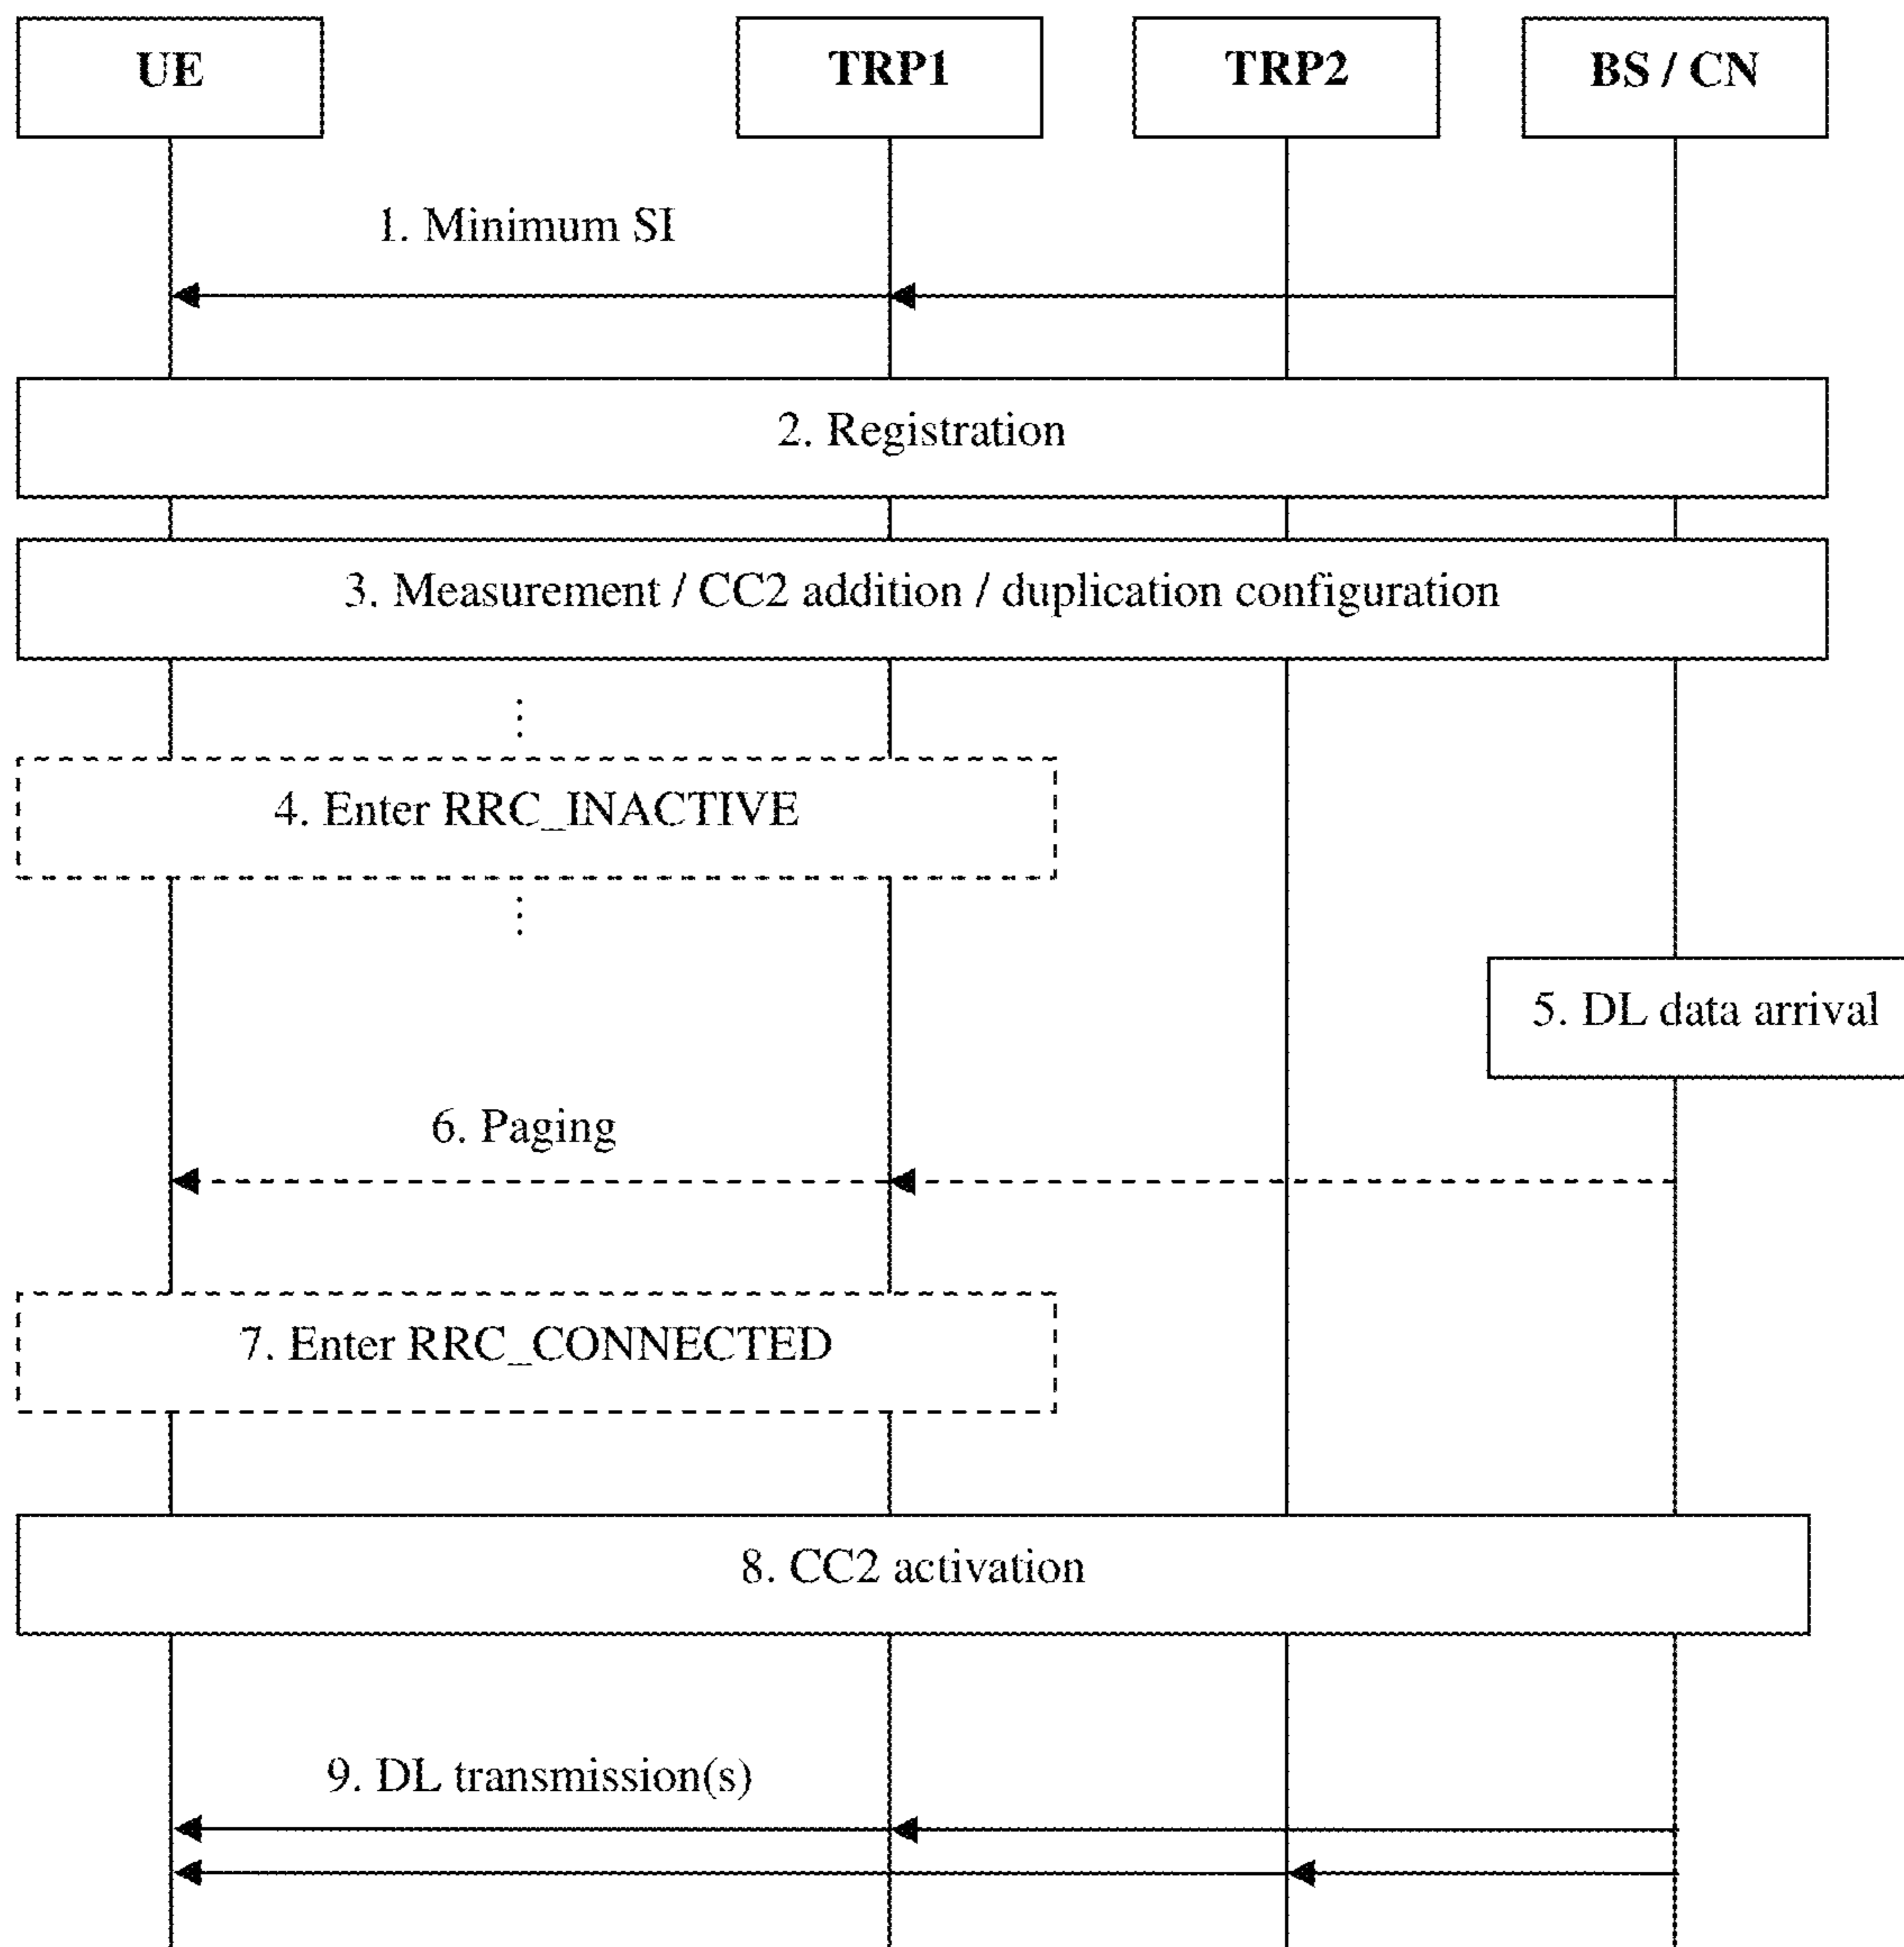 UE
TRP1
TRP2
BS / CN
1. Minimum SI
2. Registration
3. Measurement / CC2 addition / duplication configuration
4. Enter RRC_INACTIVE
5. DL data arrival
6. Paging
7. Enter RRC_CONNECTED
8. CC2 activation
9. DL transmission(s)